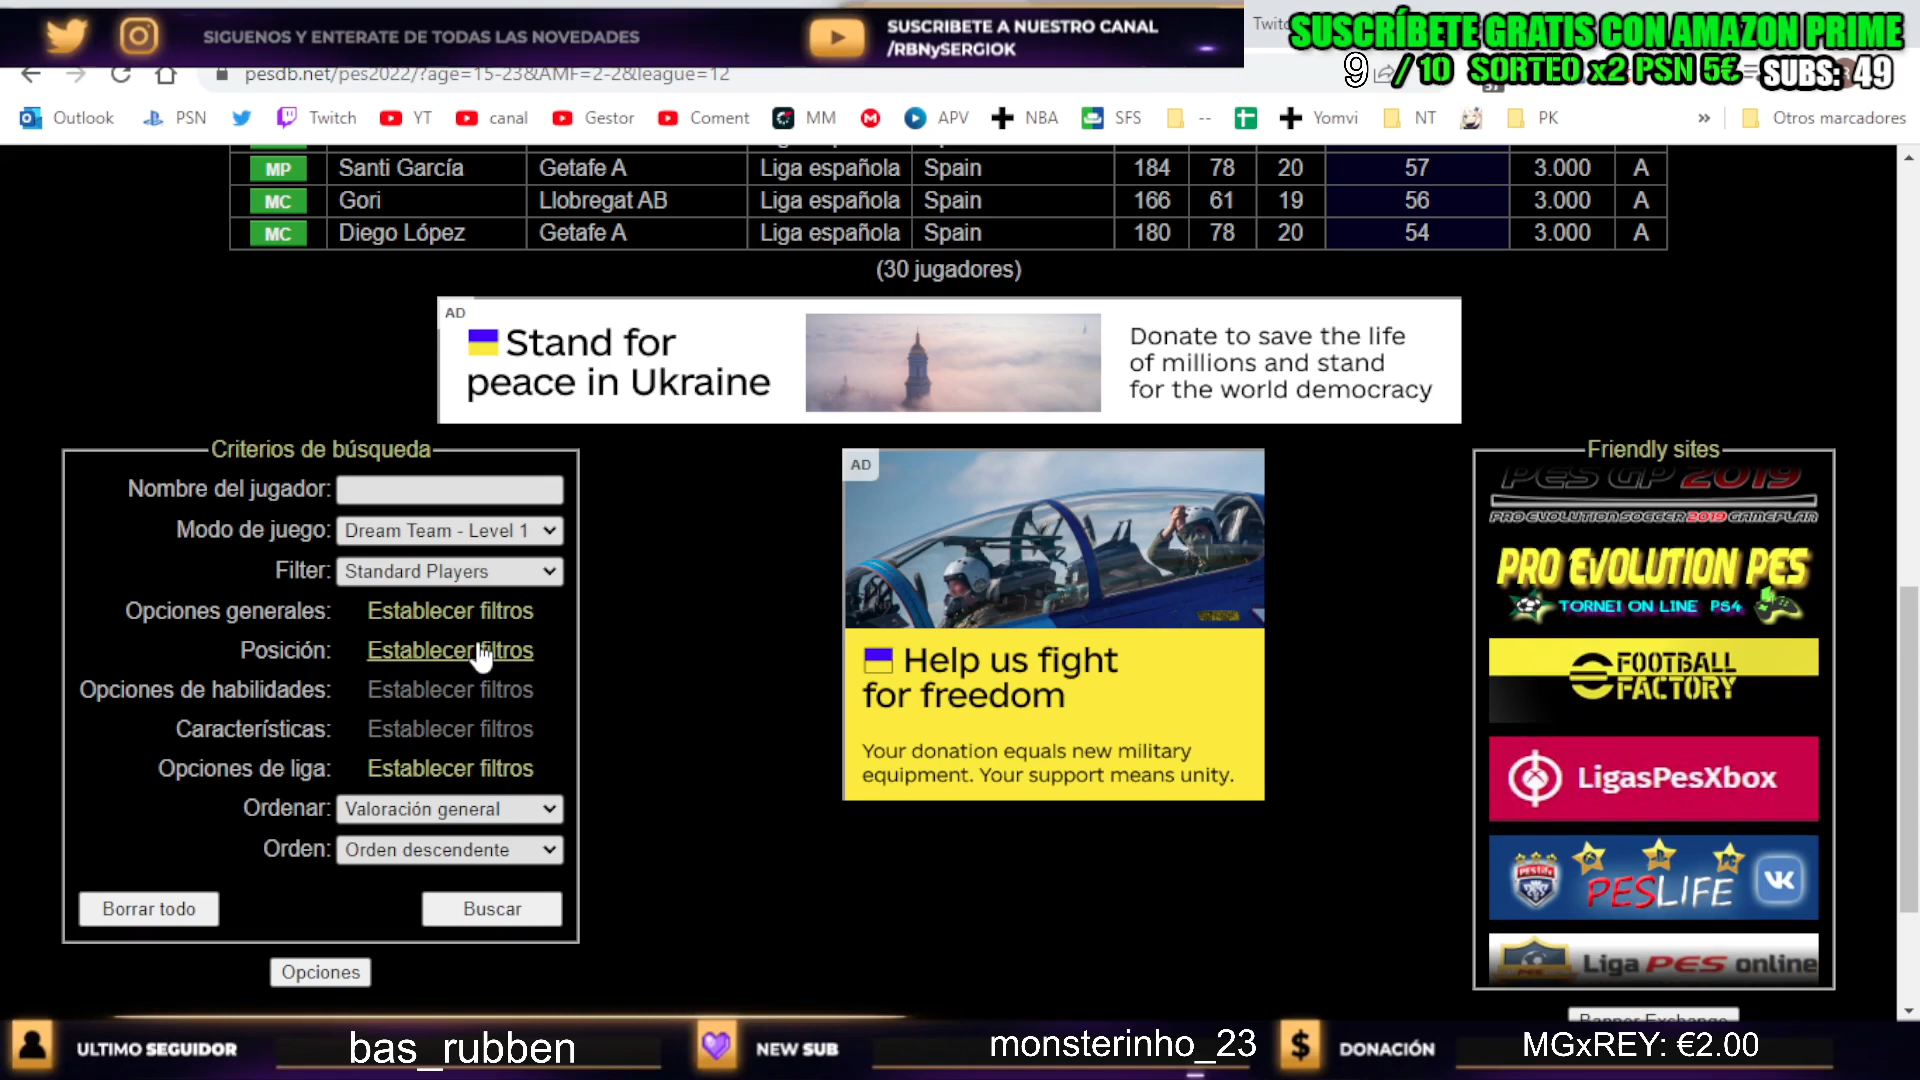 SIGUENOS Y ENTERATE DE TODAS LAS NOVEDADES
SUSCRIBETE A NUESTRO CANAL
/RBNySERGIOK
SUSCRÍBETE GRATIS CON AMAZON PRIME
9 / 10 SORTEO x2 PSN 5€ SUBS: 49
pesdb.net/pes2022/?age=15-23&AMF=2-2&league=12
Outlook PSN Twitch YT canal Gestor Coment MM APV NBA SFS -- Yomvi NT PK » Otros marcadores
MP Santi García Getafe A Liga española Spain 184 78 20 57 3.000 A
MC Gori Llobregat AB Liga española Spain 166 61 19 56 3.000 A
MC Diego López Getafe A Liga española Spain 180 78 20 54 3.000 A
(30 jugadores)
AD
Stand for
peace in Ukraine
Donate to save the life
of millions and stand
for the world democracy
Criterios de búsqueda
Nombre del jugador:
Modo de juego: Dream Team - Level 1
Filter: Standard Players
Opciones generales: Establecer filtros
Posición: Establecer filtros
Opciones de habilidades: Establecer filtros
Características: Establecer filtros
Opciones de liga: Establecer filtros
Ordenar: Valoración general
Orden: Orden descendente
Borrar todo Buscar
Opciones
AD
Help us fight
for freedom
Your donation equals new military
equipment. Your support means unity.
Friendly sites
PES GP 2019
PRO EVOLUTION SOCCER 2019 GAMEPLAN
PRO EVOLUTION PES
TORNEI ON LINE PS4
FOOTBALL
FACTORY
LigasPesXbox
PESLIFE
Liga PES online
Banner Exchange
ULTIMO SEGUIDOR bas_rubben NEW SUB monsterinho_23 DONACIÓN MGxREY: €2.00